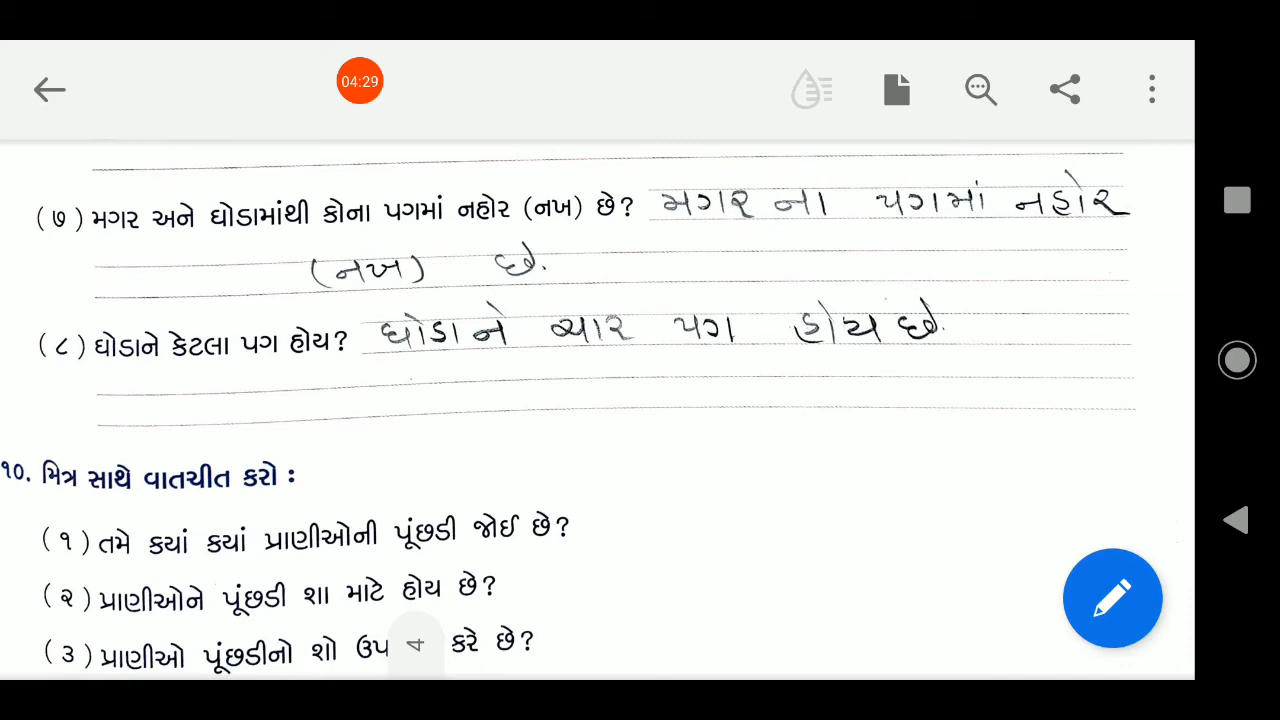 04:29
(૭) મગર અને ઘોડામાંથી કોના પગમાં નહોર (નખ) છે? મગર ના પગમાં નહોર
(નખ) છે.
(૮) ઘોડાને કેટલા પગ હોય? ઘોડાને ચાર પગ હોય છે.
૧૦. મિત્ર સાથે વાતચીત કરો :
(૧) તમે કયાં કયાં પ્રાણીઓની પૂંછડી જોઈ છે?
(૨) પ્રાણીઓને પૂંછડી શા માટે હોય છે?
(૩) પ્રાણીઓ પૂંછડીનો શો ઉપ કરે છે?